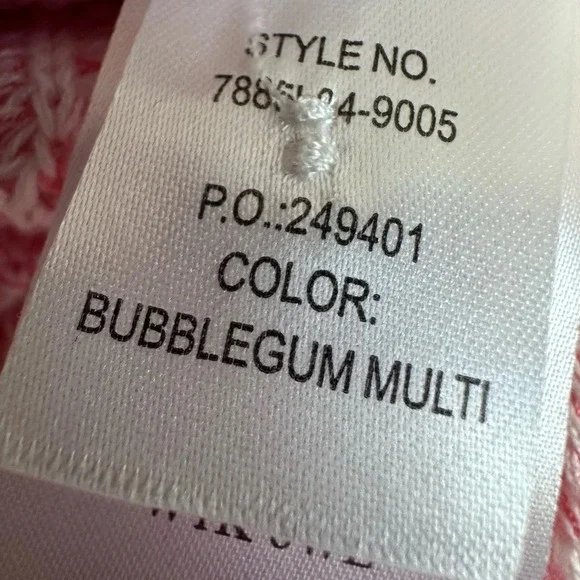 STYLE NO.
P.O.:249401
COLOR:
BUBBLEGUM MULTI